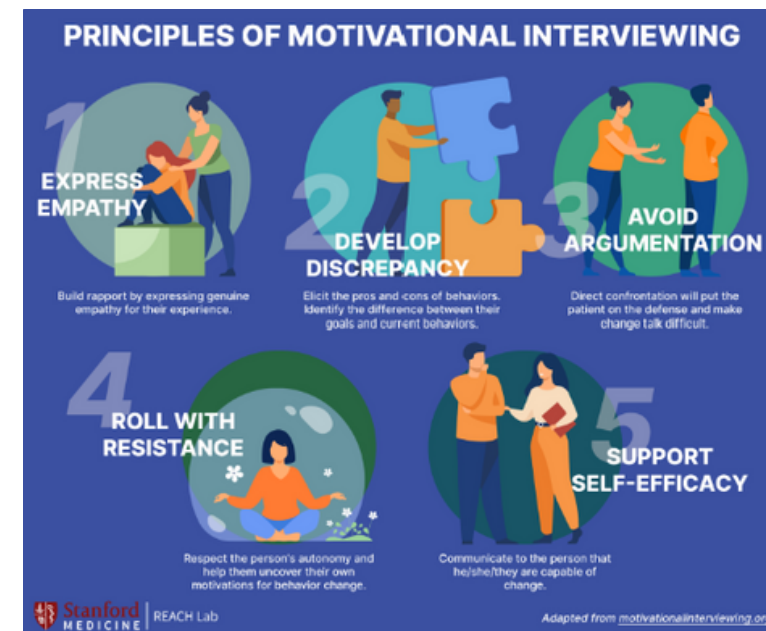 PRINCIPLES OF MOTIVATIONAL INTERVIEWING
1
EXPRESS
EMPATHY
Build rapport by expressing genuine
empathy for their experience.
2
DEVELOP
DISCREPANCY
Elicit the pros and cons of behaviors.
Identify the difference between their
goals and current behaviors.
3
AVOID
ARGUMENTATION
Direct confrontation will put the
patient on the defense and make
change talk difficult.
4
ROLL WITH
RESISTANCE
Respect the person's autonomy and
help them uncover their own
motivations for behavior change.
5
SUPPORT
SELF-EFFICACY
Communicate to the person that
he/she/they are capable of
change.
Stanford
MEDICINE
REACH Lab
Adapted from motivationalinterviewing.or